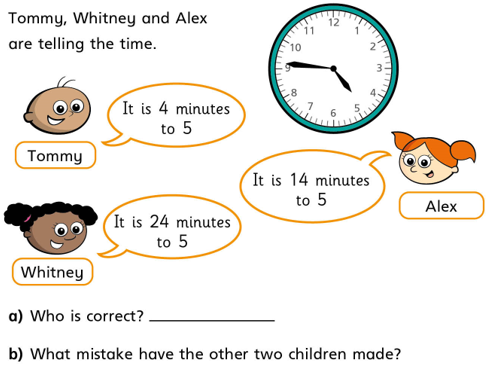 Tommy, Whitney and Alex
are telling the time.
12
1
2
3
4
5
6
7
8
9
10
11
It is 4 minutes
to 5
Tommy
It is 14 minutes
to 5
Alex
It is 24 minutes
to 5
Whitney
a) Who is correct? ____________
b) What mistake have the other two children made?